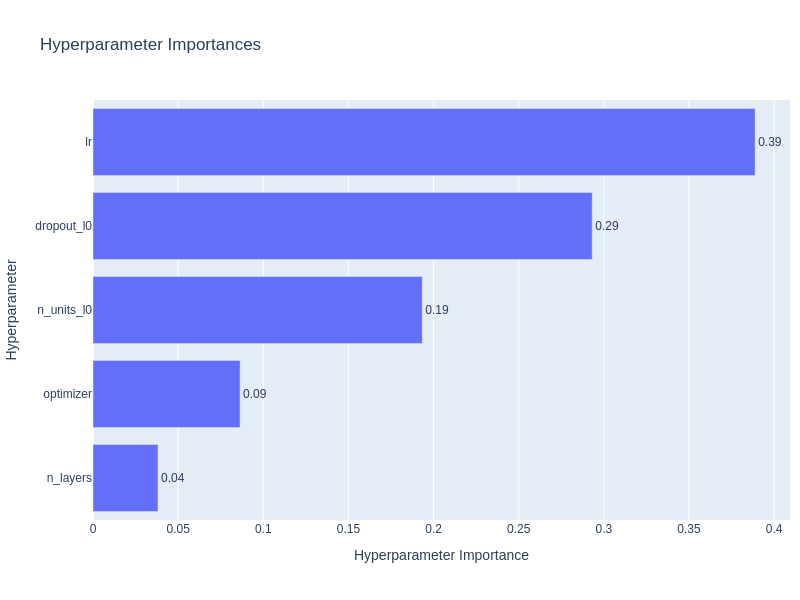 Hyperparameter Importances
lr
0.39
dropout_l0
0.29
n_units_l0
0.19
optimizer
0.09
n_layers
0.04
Hyperparameter
0
0.05
0.1
0.15
0.2
0.25
0.3
0.35
0.4
Hyperparameter Importance